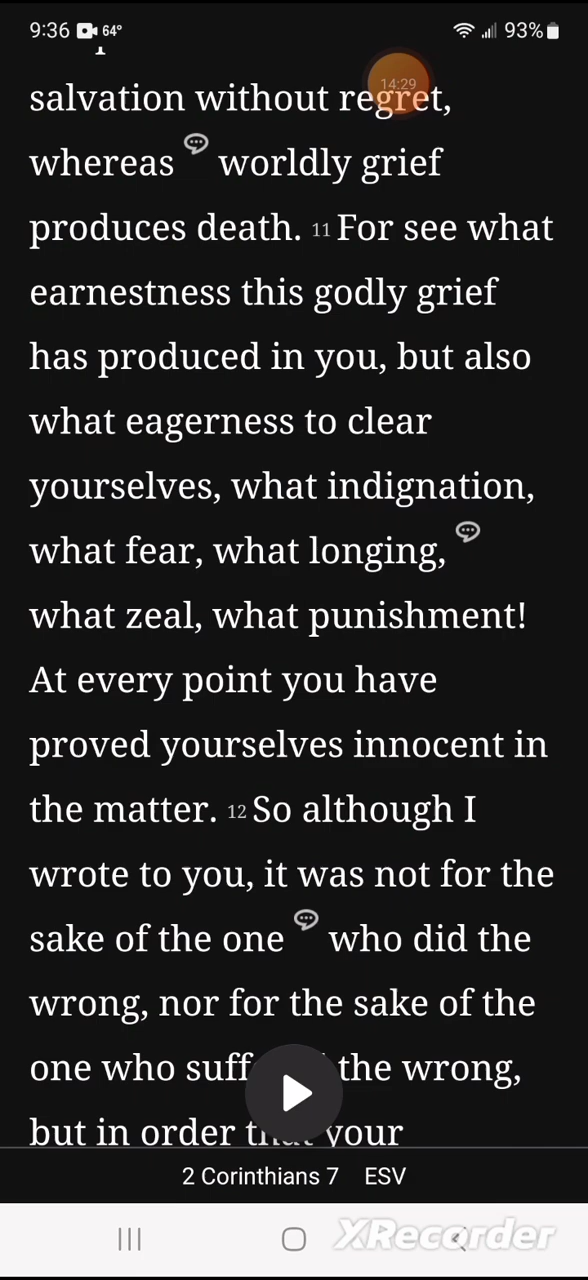 9:36 64° 93%
14:29
salvation without regret,
whereas worldly grief
produces death. 11 For see what
earnestness this godly grief
has produced in you, but also
what eagerness to clear
yourselves, what indignation,
what fear, what longing,
what zeal, what punishment!
At every point you have
proved yourselves innocent in
the matter. 12 So although I
wrote to you, it was not for the
sake of the one who did the
wrong, nor for the sake of the
one who the wrong,
but in order your
2 Corinthians 7 ESV
XRecorder